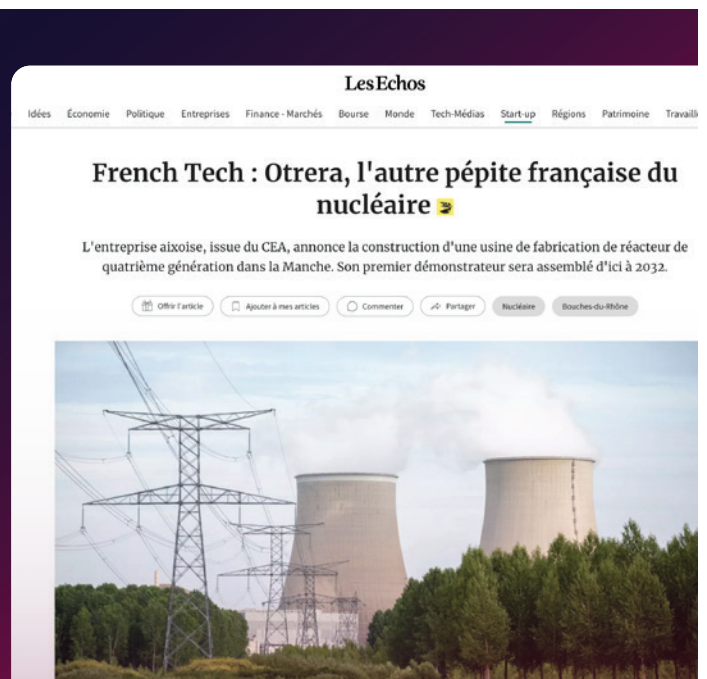 Les Echos
Idées Économie Politique Entreprises Finance - Marchés Bourse Monde Tech-Médias Start-up Régions Patrimoine
French Tech : Otrera, l'autre pépite française du
nucléaire
L'entreprise aixoise, issue du CEA, annonce la construction d'une usine de fabrication de réacteur de
quatrième génération dans la Manche. Son premier démonstrateur sera assemblé d'ici à 2032.
Offrir l'article Ajouter à mes articles Commenter Partager Nucléaire Bouches-du-Rhône